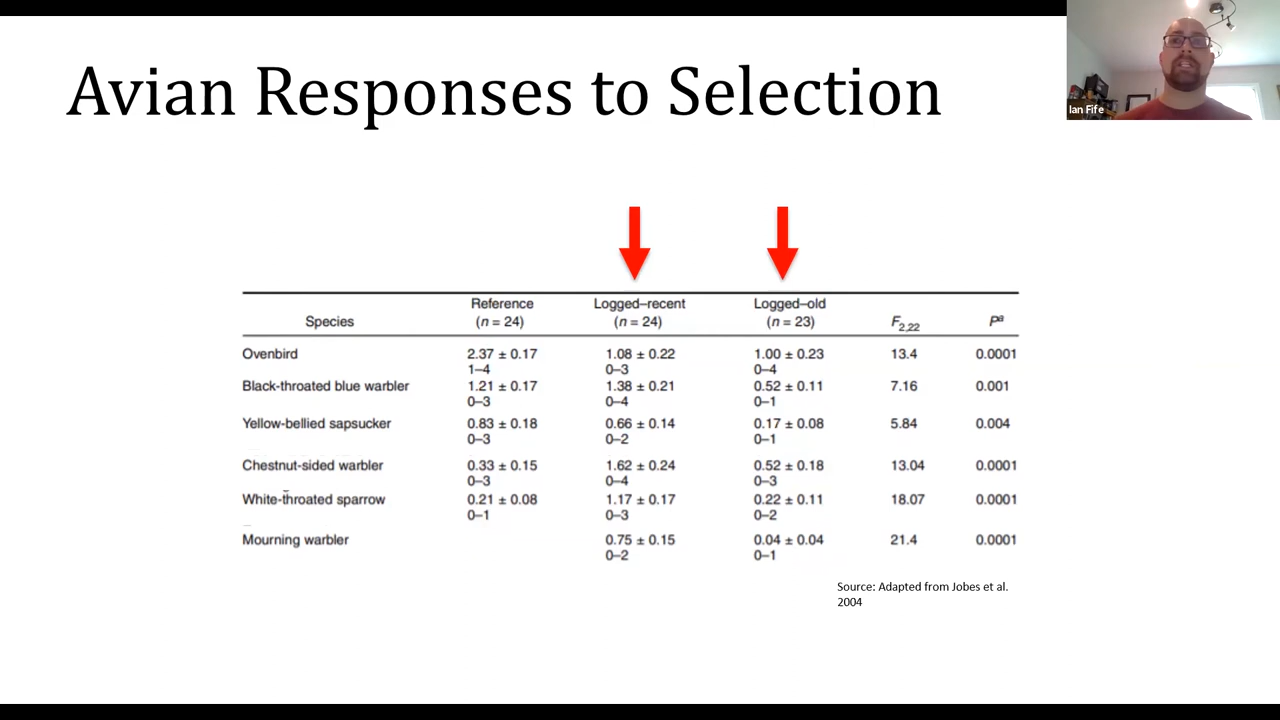 Avian Responses to Selection
Ian Fife
Species Reference (n = 24) Logged–recent (n = 24) Logged–old (n = 23) F2,22 Pa
Ovenbird 2.37 ± 0.17 1.08 ± 0.22 1.00 ± 0.23 13.4 0.0001
1–4 0–3 0–4
Black-throated blue warbler 1.21 ± 0.17 1.38 ± 0.21 0.52 ± 0.11 7.16 0.001
0–3 0–4 0–1
Yellow-bellied sapsucker 0.83 ± 0.18 0.66 ± 0.14 0.17 ± 0.08 5.84 0.004
0–3 0–2 0–1
Chestnut-sided warbler 0.33 ± 0.15 1.62 ± 0.24 0.52 ± 0.18 13.04 0.0001
0–3 0–4 0–3
White-throated sparrow 0.21 ± 0.08 1.17 ± 0.17 0.22 ± 0.11 18.07 0.0001
0–1 0–3 0–2
Mourning warbler 0.75 ± 0.15 0.04 ± 0.04 21.4 0.0001
0–2 0–1
Source: Adapted from Jobes et al.
2004